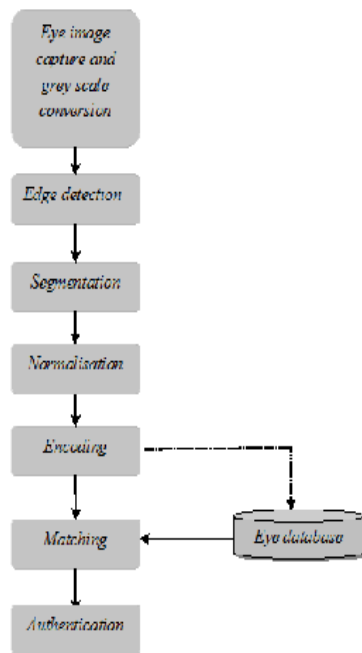 Eye image
capture and
grey scale
conversion
Edge detection
Segmentation
Normalisation
Encoding
Matching
Eye database
Authentication